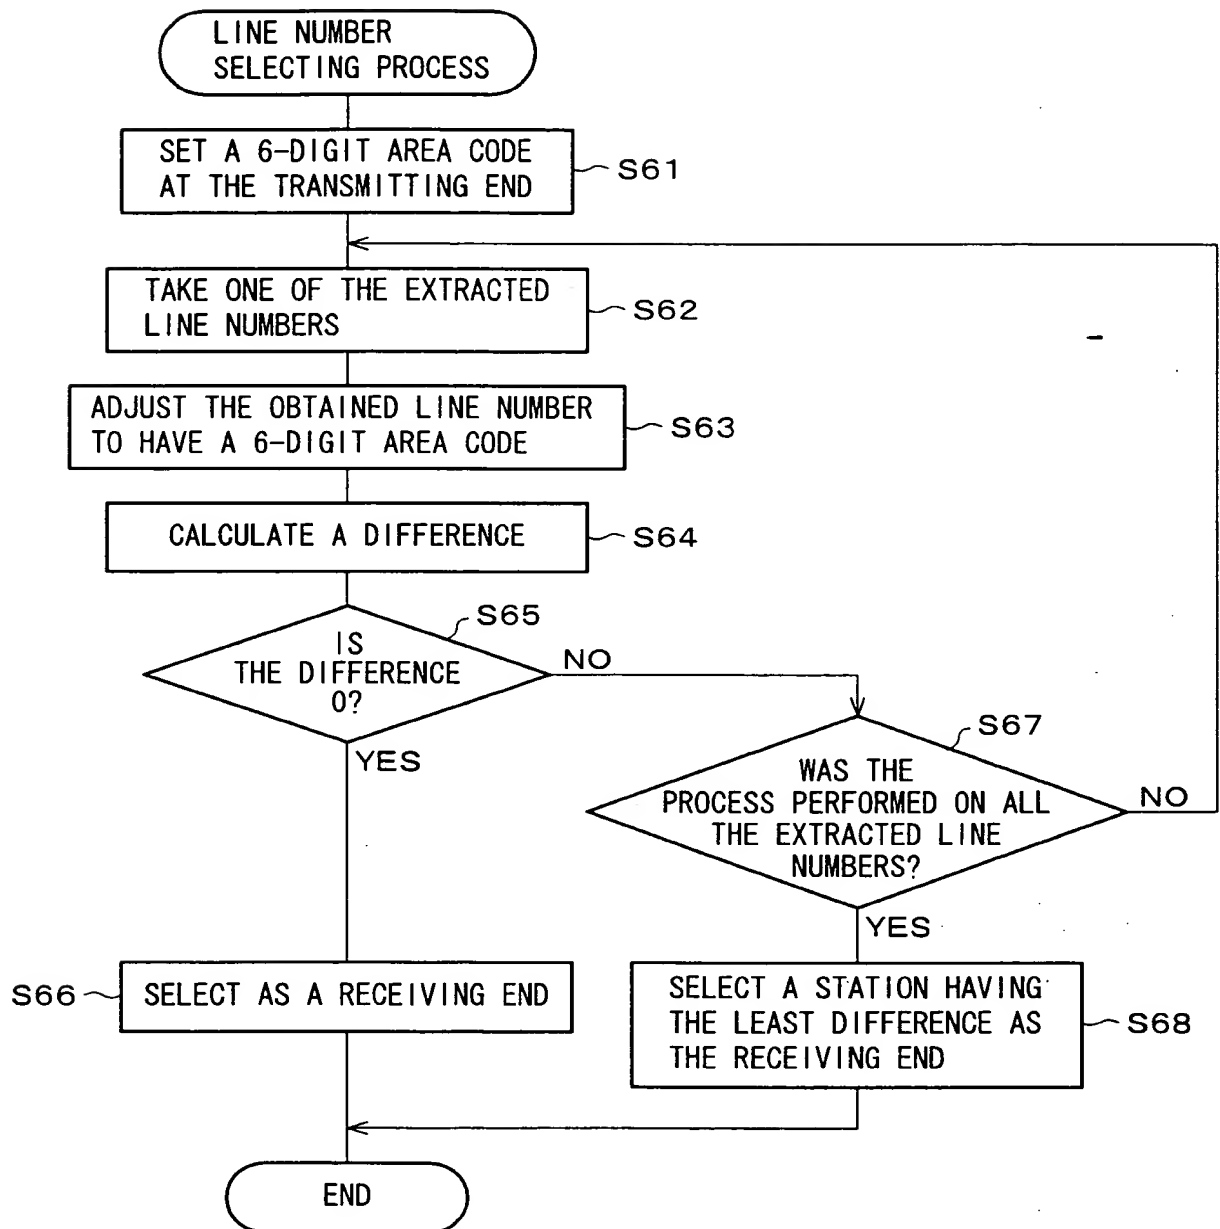 LINE NUMBER
SELECTING PROCESS
SET A 6-DIGIT AREA CODE
AT THE TRANSMITTING END
S61
TAKE ONE OF THE EXTRACTED
LINE NUMBERS
S62
ADJUST THE OBTAINED LINE NUMBER
TO HAVE A 6-DIGIT AREA CODE
S63
CALCULATE A DIFFERENCE
S64
S65
IS
THE DIFFERENCE
0?
NO
YES
S67
WAS THE
PROCESS PERFORMED ON ALL
THE EXTRACTED LINE
NUMBERS?
NO
YES
S66
SELECT AS A RECEIVING END
SELECT A STATION HAVING
THE LEAST DIFFERENCE AS
THE RECEIVING END
S68
END